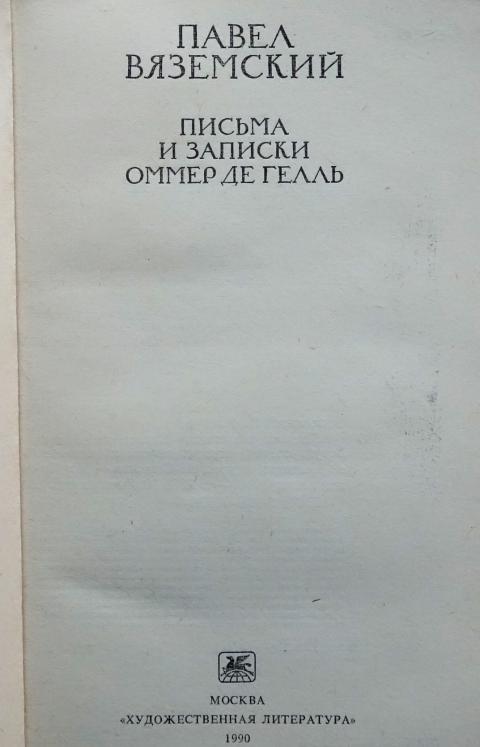 ПАВЕЛ
ВЯЗЕМСКИЙ
ПИСЬМА
И ЗАПИСКИ
ОММЕР ДЕ ГЕЛЛЬ
МОСКВА
«ХУДОЖЕСТВЕННАЯ ЛИТЕРАТУРА»
1990